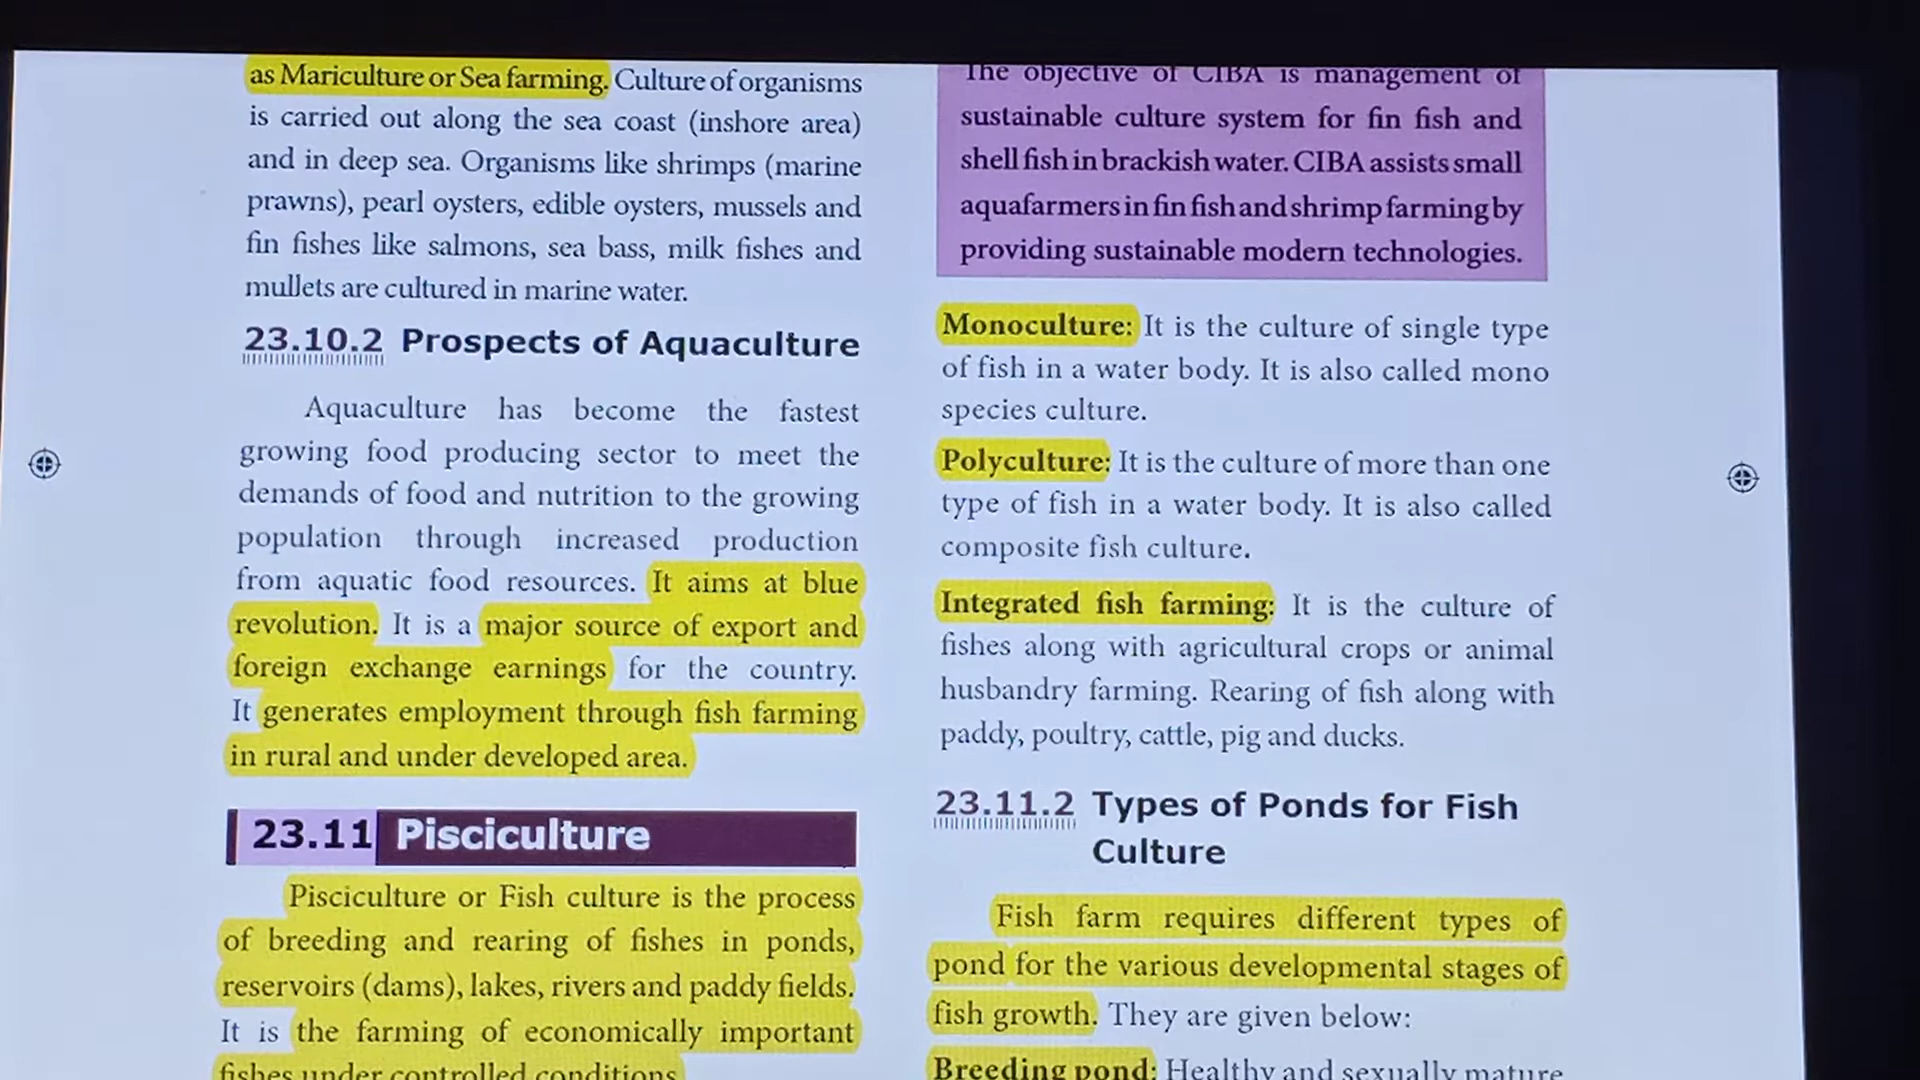 as Mariculture or Sea farming. Culture of organisms
is carried out along the sea coast (inshore area)
and in deep sea. Organisms like shrimps (marine
prawns), pearl oysters, edible oysters, mussels and
fin fishes like salmons, sea bass, milk fishes and
mullets are cultured in marine water.
23.10.2 Prospects of Aquaculture
Aquaculture has become the fastest
growing food producing sector to meet the
demands of food and nutrition to the growing
population through increased production
from aquatic food resources. It aims at blue
revolution. It is a major source of export and
foreign exchange earnings for the country.
It generates employment through fish farming
in rural and under developed area.
23.11 Pisciculture
Pisciculture or Fish culture is the process
of breeding and rearing of fishes in ponds,
reservoirs (dams), lakes, rivers and paddy fields.
It is the farming of economically important
fishes under controlled conditions.
The objective of CIBA is management of
sustainable culture system for fin fish and
shell fish in brackish water. CIBA assists small
aquafarmers in fin fish and shrimp farming by
providing sustainable modern technologies.
Monoculture: It is the culture of single type
of fish in a water body. It is also called mono
species culture.
Polyculture: It is the culture of more than one
type of fish in a water body. It is also called
composite fish culture.
Integrated fish farming: It is the culture of
fishes along with agricultural crops or animal
husbandry farming. Rearing of fish along with
paddy, poultry, cattle, pig and ducks.
23.11.2 Types of Ponds for Fish
Culture
Fish farm requires different types of
pond for the various developmental stages of
fish growth. They are given below:
Breeding pond: Healthy and sexually mature